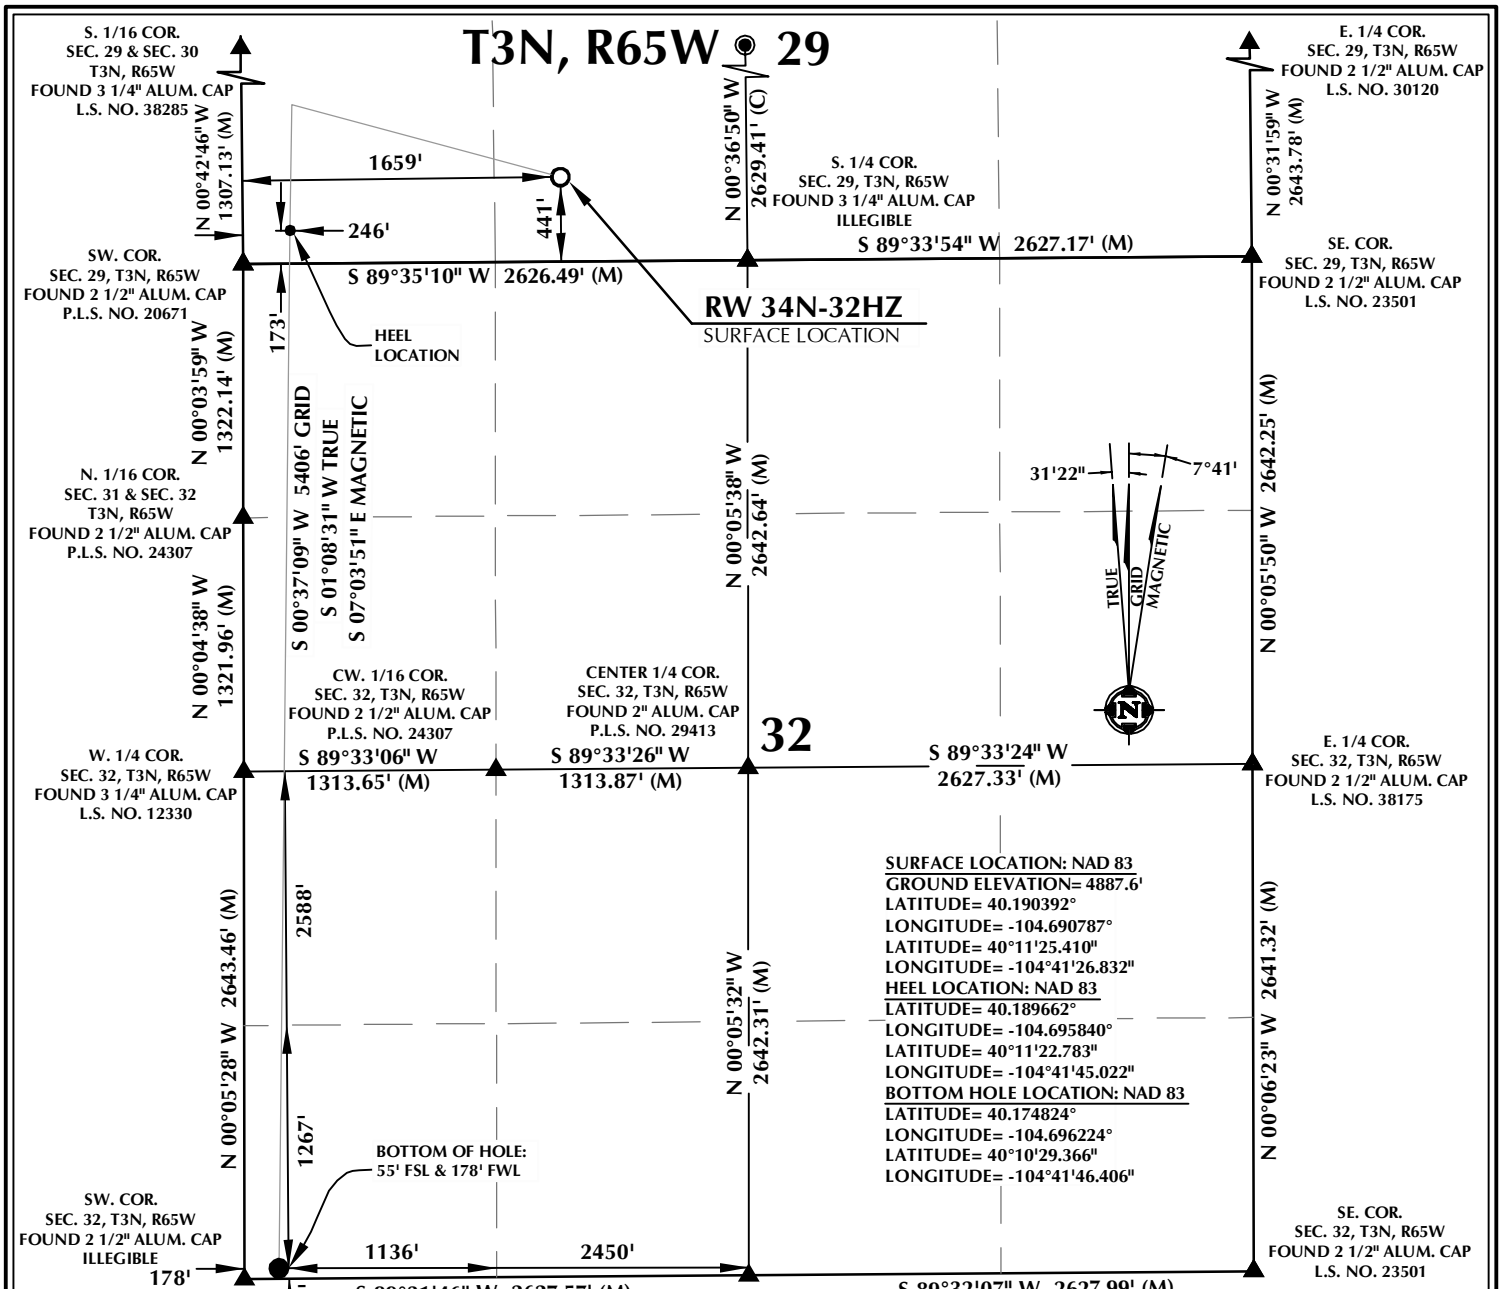 T3N, R65W
29
S. 1/16 COR.
SEC. 29 & SEC. 30
T3N, R65W
FOUND 3 1/4" ALUM. CAP
L.S. NO. 38285
E. 1/4 COR.
SEC. 29, T3N, R65W
FOUND 2 1/2" ALUM. CAP
L.S. NO. 30120
N 00°42'46" W
1307.13' (M)
N 00°36'50" W
2629.41' (C)
N 00°31'59" W
2643.78' (M)
1659'
441'
246'
S. 1/4 COR.
SEC. 29, T3N, R65W
FOUND 3 1/4" ALUM. CAP
ILLEGIBLE
S 89°33'54" W 2627.17' (M)
S 89°35'10" W 2626.49' (M)
SW. COR.
SEC. 29, T3N, R65W
FOUND 2 1/2" ALUM. CAP
P.L.S. NO. 20671
SE. COR.
SEC. 29, T3N, R65W
FOUND 2 1/2" ALUM. CAP
L.S. NO. 23501
173'
HEEL
LOCATION
RW 34N-32HZ
SURFACE LOCATION
N 00°03'59" W
1322.14' (M)
S 00°37'09" W 5406' GRID
S 01°08'31" W TRUE
S 07°03'51" E MAGNETIC
N 00°05'38" W
2642.64' (M)
N 00°05'50" W 2642.25' (M)
31'22"
7°41'
TRUE
GRID
MAGNETIC
N
N. 1/16 COR.
SEC. 31 & SEC. 32
T3N, R65W
FOUND 2 1/2" ALUM. CAP
P.L.S. NO. 24307
N 00°04'38" W
1321.96' (M)
CW. 1/16 COR.
SEC. 32, T3N, R65W
FOUND 2 1/2" ALUM. CAP
P.L.S. NO. 24307
CENTER 1/4 COR.
SEC. 32, T3N, R65W
FOUND 2" ALUM. CAP
P.L.S. NO. 29413
32
W. 1/4 COR.
SEC. 32, T3N, R65W
FOUND 3 1/4" ALUM. CAP
L.S. NO. 12330
S 89°33'06" W
1313.65' (M)
S 89°33'26" W
1313.87' (M)
S 89°33'24" W
2627.33' (M)
E. 1/4 COR.
SEC. 32, T3N, R65W
FOUND 2 1/2" ALUM. CAP
L.S. NO. 38175
SURFACE LOCATION: NAD 83
GROUND ELEVATION= 4887.6'
LATITUDE= 40.190392°
LONGITUDE= -104.690787°
LATITUDE= 40°11'25.410"
LONGITUDE= -104°41'26.832"
HEEL LOCATION: NAD 83
LATITUDE= 40.189662°
LONGITUDE= -104.695840°
LATITUDE= 40°11'22.783"
LONGITUDE= -104°41'45.022"
BOTTOM HOLE LOCATION: NAD 83
LATITUDE= 40.174824°
LONGITUDE= -104.696224°
LATITUDE= 40°10'29.366"
LONGITUDE= -104°41'46.406"
N 00°05'28" W 2643.46' (M)
2588'
1267'
N 00°05'32" W
2642.31' (M)
N 00°06'23" W 2641.32' (M)
BOTTOM OF HOLE:
55' FSL & 178' FWL
SW. COR.
SEC. 32, T3N, R65W
FOUND 2 1/2" ALUM. CAP
ILLEGIBLE
178'
1136'
2450'
SE. COR.
SEC. 32, T3N, R65W
FOUND 2 1/2" ALUM. CAP
L.S. NO. 23501
S 89°32'07" W 2627.99' (M)